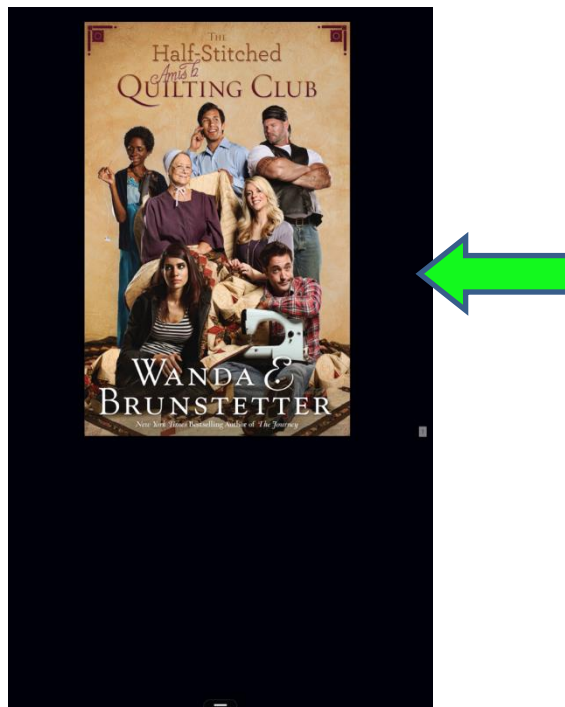 THE
Half-Stitched
Amish
QUILTING CLUB
WANDA E
BRUNSTETTER
New York Times Bestselling Author of The Journey